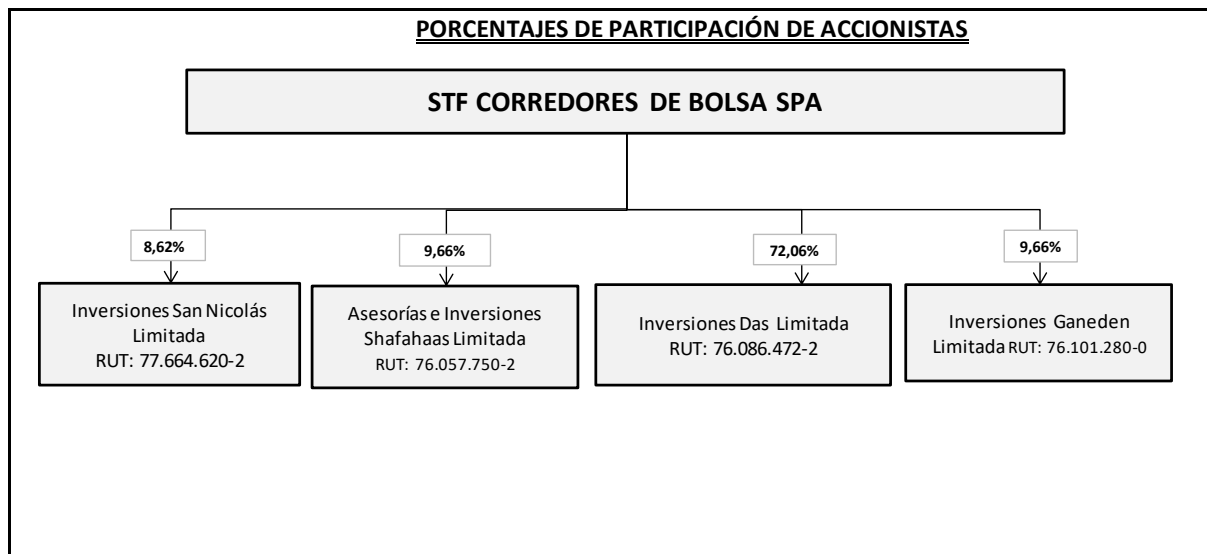 PORCENTAJES DE PARTICIPACIÓN DE ACCIONISTAS
STF CORREDORES DE BOLSA SPA
8,62%
9,66%
72,06%
9,66%
Inversiones San Nicolás
Limitada
RUT: 77.664.620-2
Asesorías e Inversiones
Shafahaas Limitada
RUT: 76.057.750-2
Inversiones Das Limitada
RUT: 76.086.472-2
Inversiones Ganeden
Limitada RUT: 76.101.280-0